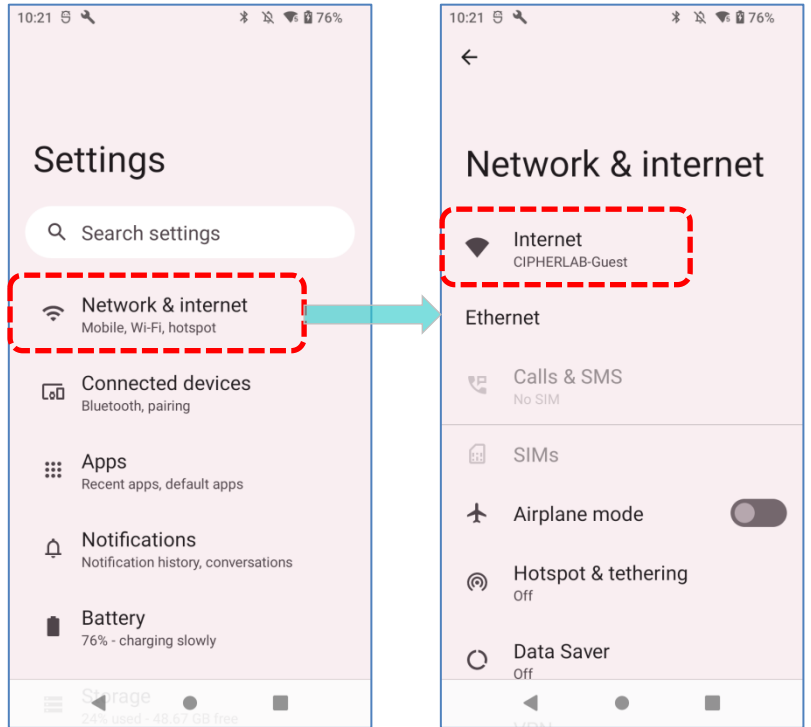 10:21 76%
Settings
Search settings
Network & internet
Mobile, Wi-Fi, hotspot
Connected devices
Bluetooth, pairing
Apps
Recent apps, default apps
Notifications
Notification history, conversations
Battery
76% - charging slowly
Storage
24% used - 48.67 GB free
10:21 76%
Network & internet
Internet
CIPHERLAB-Guest
Ethernet
Calls & SMS
No SIM
SIMs
Airplane mode
Hotspot & tethering
Off
Data Saver
Off
VPN